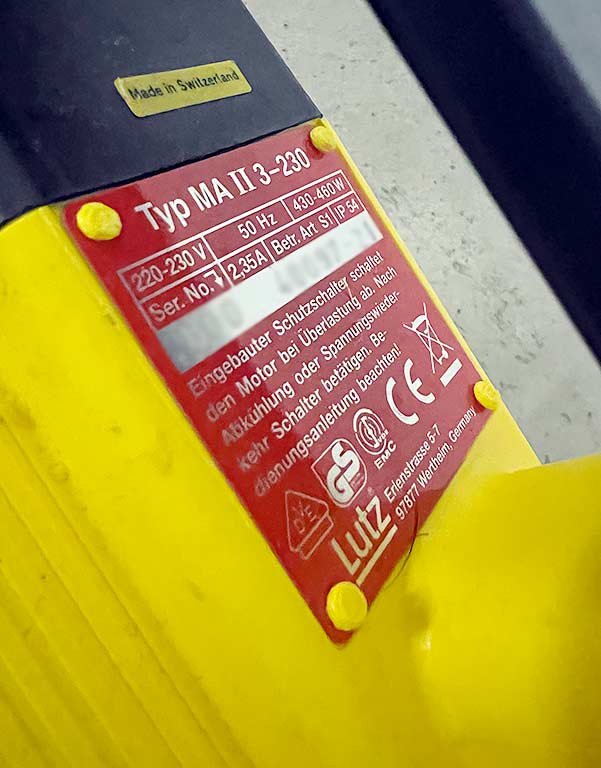 Made in Switzerland
Typ MA II 3-230
220-230 V 50 Hz 430-460 W
Ser. No. 2,35A Betr. Art S1 IP 54
Eingebauter Schutzschalter schaltet
den Motor bei Überlastung ab. Nach
Abkühlung oder Spannungswieder-
kehr Schalter betätigen. Be-
dienungsanleitung beachten!
CE
VDE
GS
EMC
Lutz
Erlenstrasse 5-7
97877 Wertheim, Germany